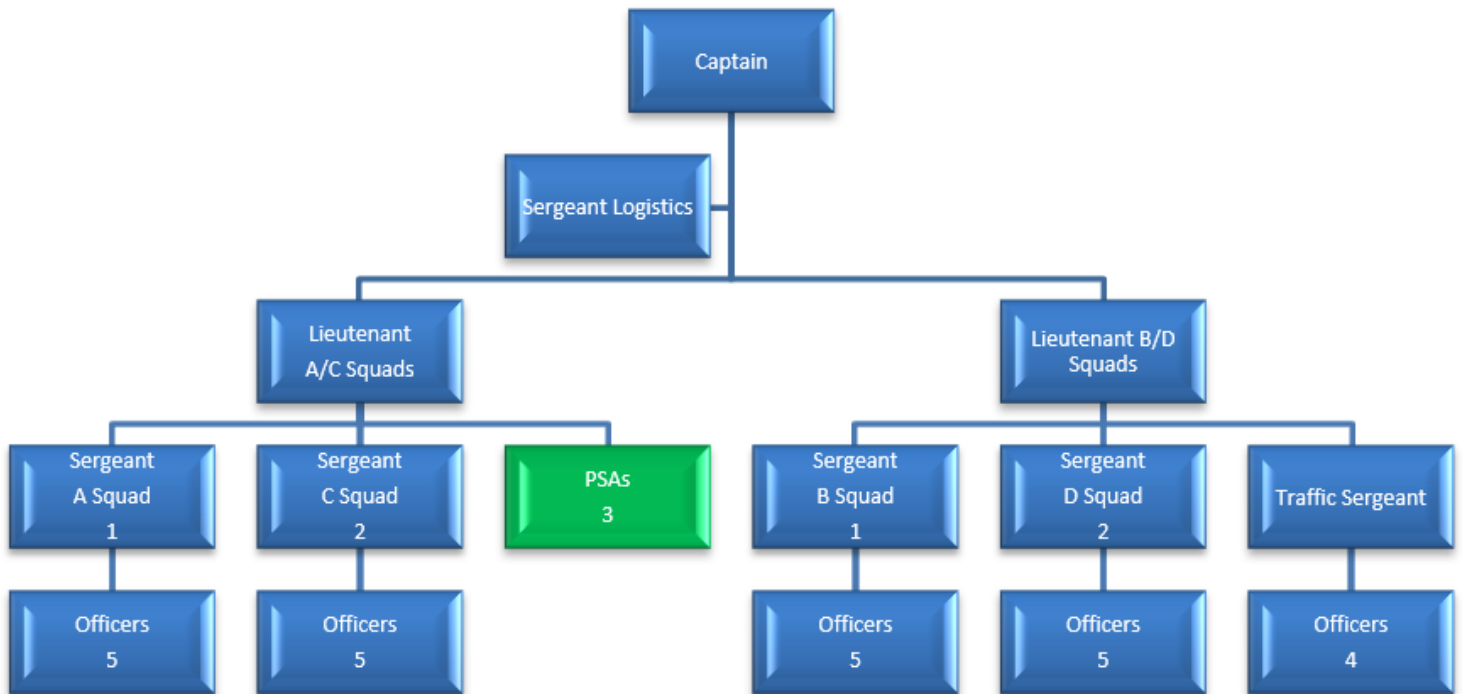 Captain
Sergeant Logistics
Lieutenant
A/C Squads
Lieutenant B/D
Squads
Sergeant
A Squad
1
Sergeant
C Squad
2
PSAs
3
Sergeant
B Squad
1
Sergeant
D Squad
2
Traffic Sergeant
Officers
5
Officers
5
Officers
5
Officers
5
Officers
4